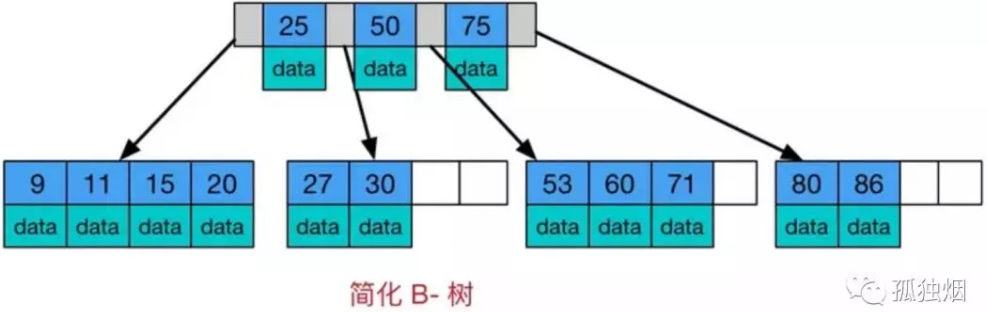 25 50 75
data data data
9 11 15 20 27 30 53 60 71 80 86
data data data data data data data data data data data
简化 B- 树
孤独烟